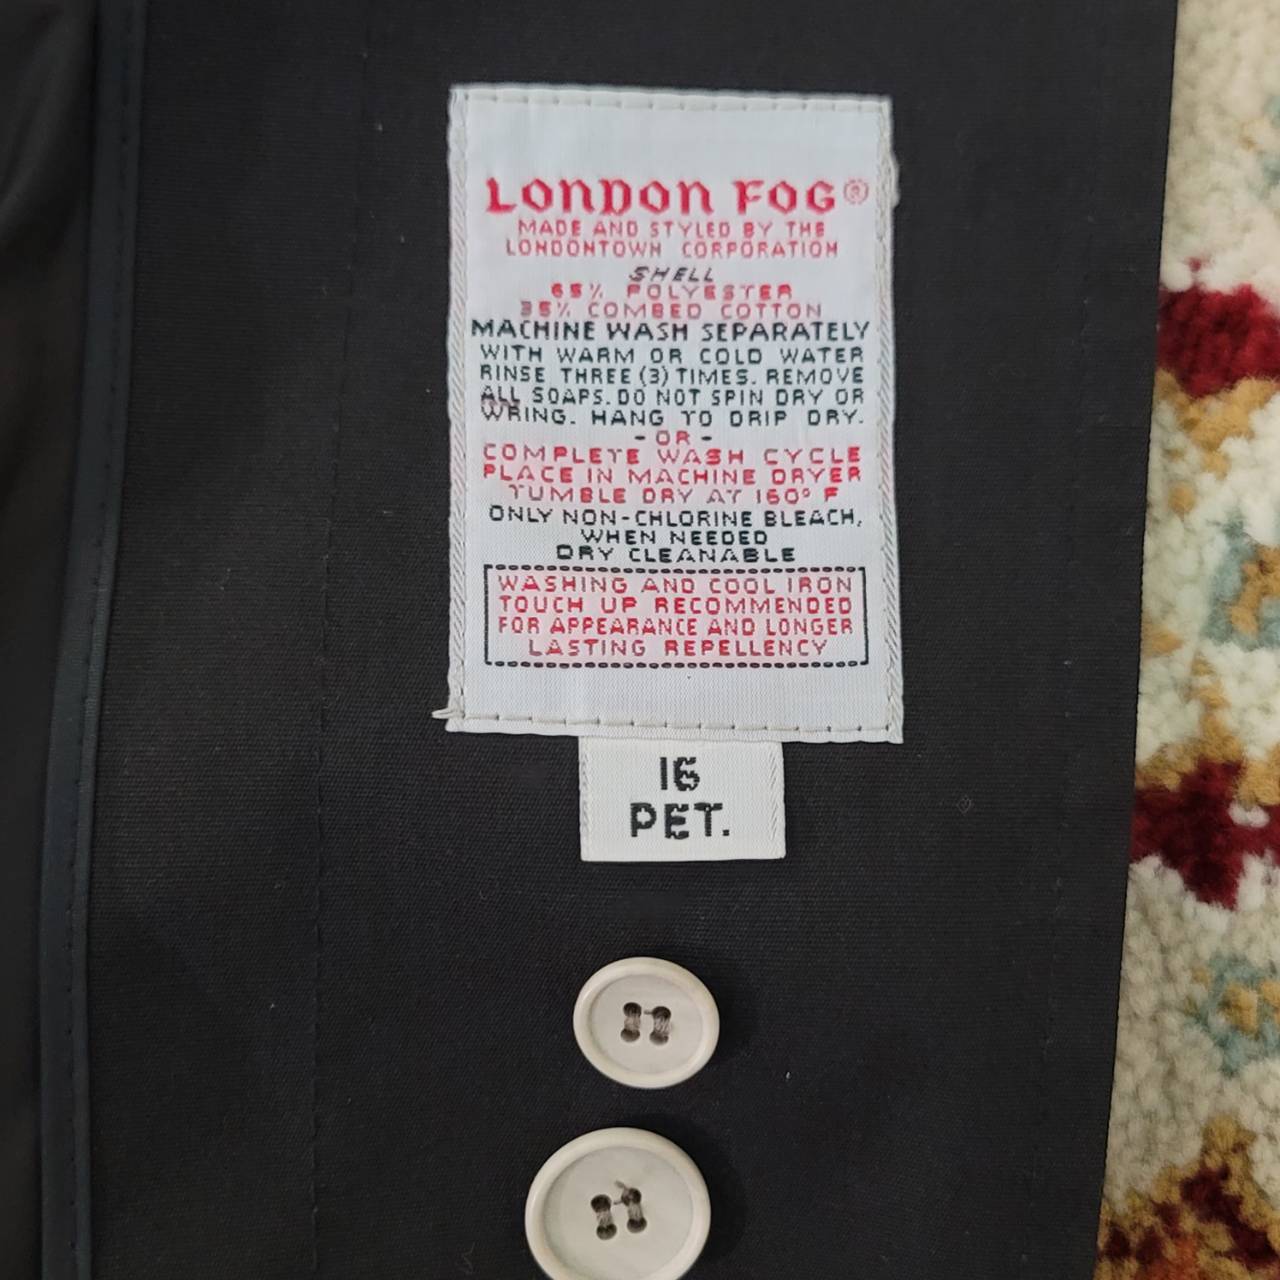 LONDON FOG®
MADE AND STYLED BY THE
LONDONTOWN CORPORATION
SHELL
65% POLYESTER
35% COMBED COTTON
MACHINE WASH SEPARATELY
WITH WARM OR COLD WATER
RINSE THREE (3) TIMES. REMOVE
ALL SOAPS. DO NOT SPIN DRY OR
WRING. HANG TO DRIP DRY.
- OR -
COMPLETE WASH CYCLE
PLACE IN MACHINE DRYER
TUMBLE DRY AT 160° F
ONLY NON-CHLORINE BLEACH,
WHEN NEEDED
DRY CLEANABLE
WASHING AND COOL IRON
TOUCH UP RECOMMENDED
FOR APPEARANCE AND LONGER
LASTING REPELLENCY
16
PET.